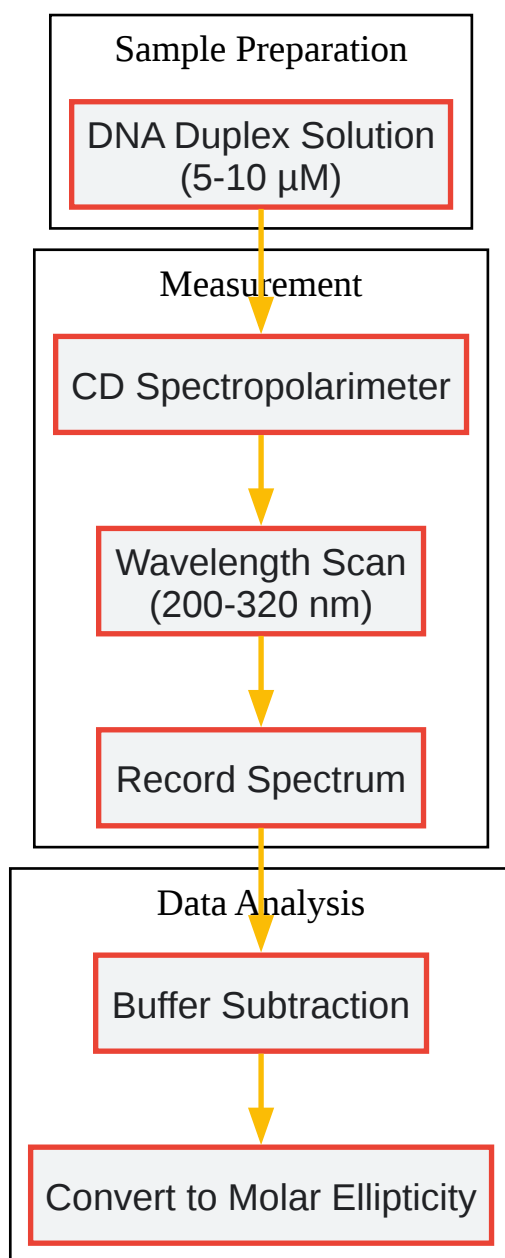 Sample Preparation
DNA Duplex Solution
(5-10 µM)
Measurement
CD Spectropolarimeter
Wavelength Scan
(200-320 nm)
Record Spectrum
Data Analysis
Buffer Subtraction
Convert to Molar Ellipticity